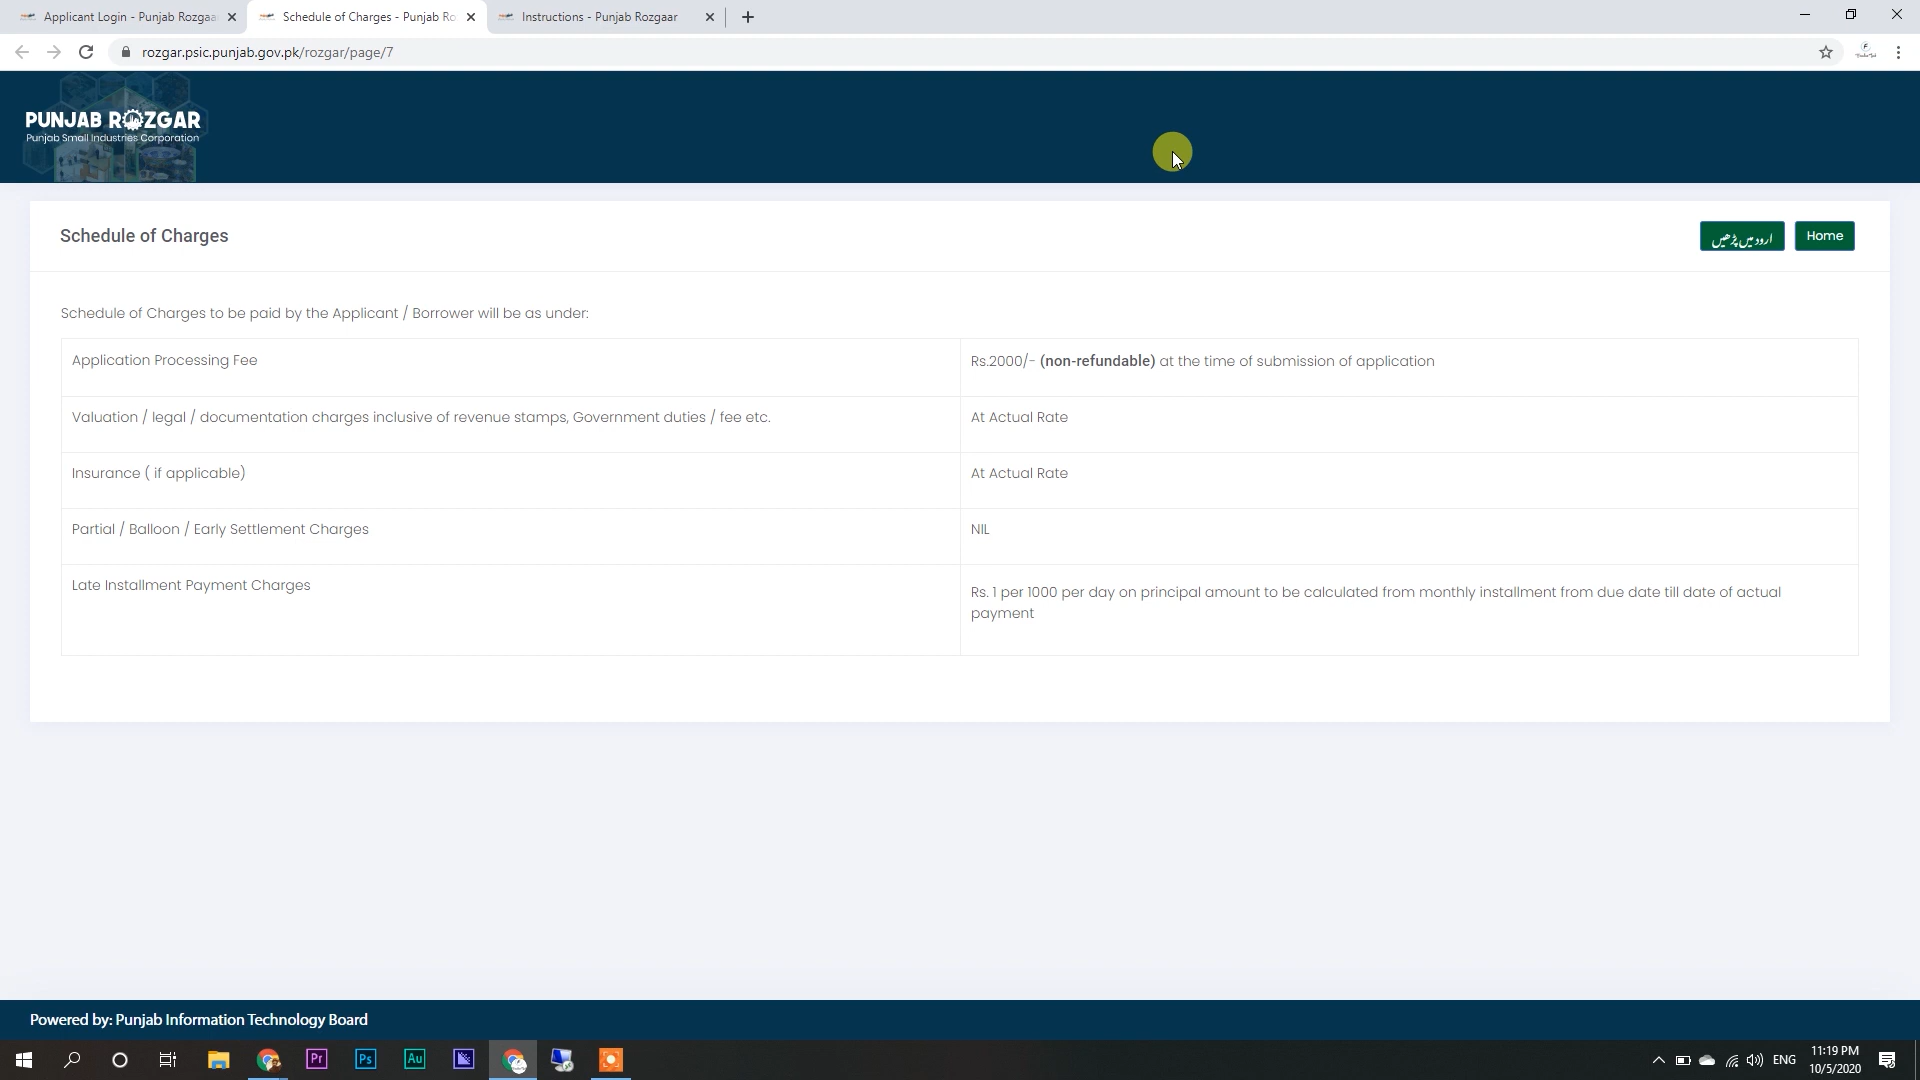 Applicant Login - Punjab Rozgaa
Schedule of Charges - Punjab Ro
Instructions - Punjab Rozgaar
rozgar.psic.punjab.gov.pk/rozgar/page/7
PUNJAB ROZGAR
Punjab Small Industries Corporation
Schedule of Charges
اردو میں پڑھیں
Home
Schedule of Charges to be paid by the Applicant / Borrower will be as under:
Application Processing Fee
Rs.2000/- (non-refundable) at the time of submission of application
Valuation / legal / documentation charges inclusive of revenue stamps, Government duties / fee etc.
At Actual Rate
Insurance ( if applicable)
At Actual Rate
Partial / Balloon / Early Settlement Charges
NIL
Late Installment Payment Charges
Rs. 1 per 1000 per day on principal amount to be calculated from monthly installment from due date till date of actual
payment
Powered by: Punjab Information Technology Board
Pr
Ps
Au
ENG
11:19 PM
10/5/2020